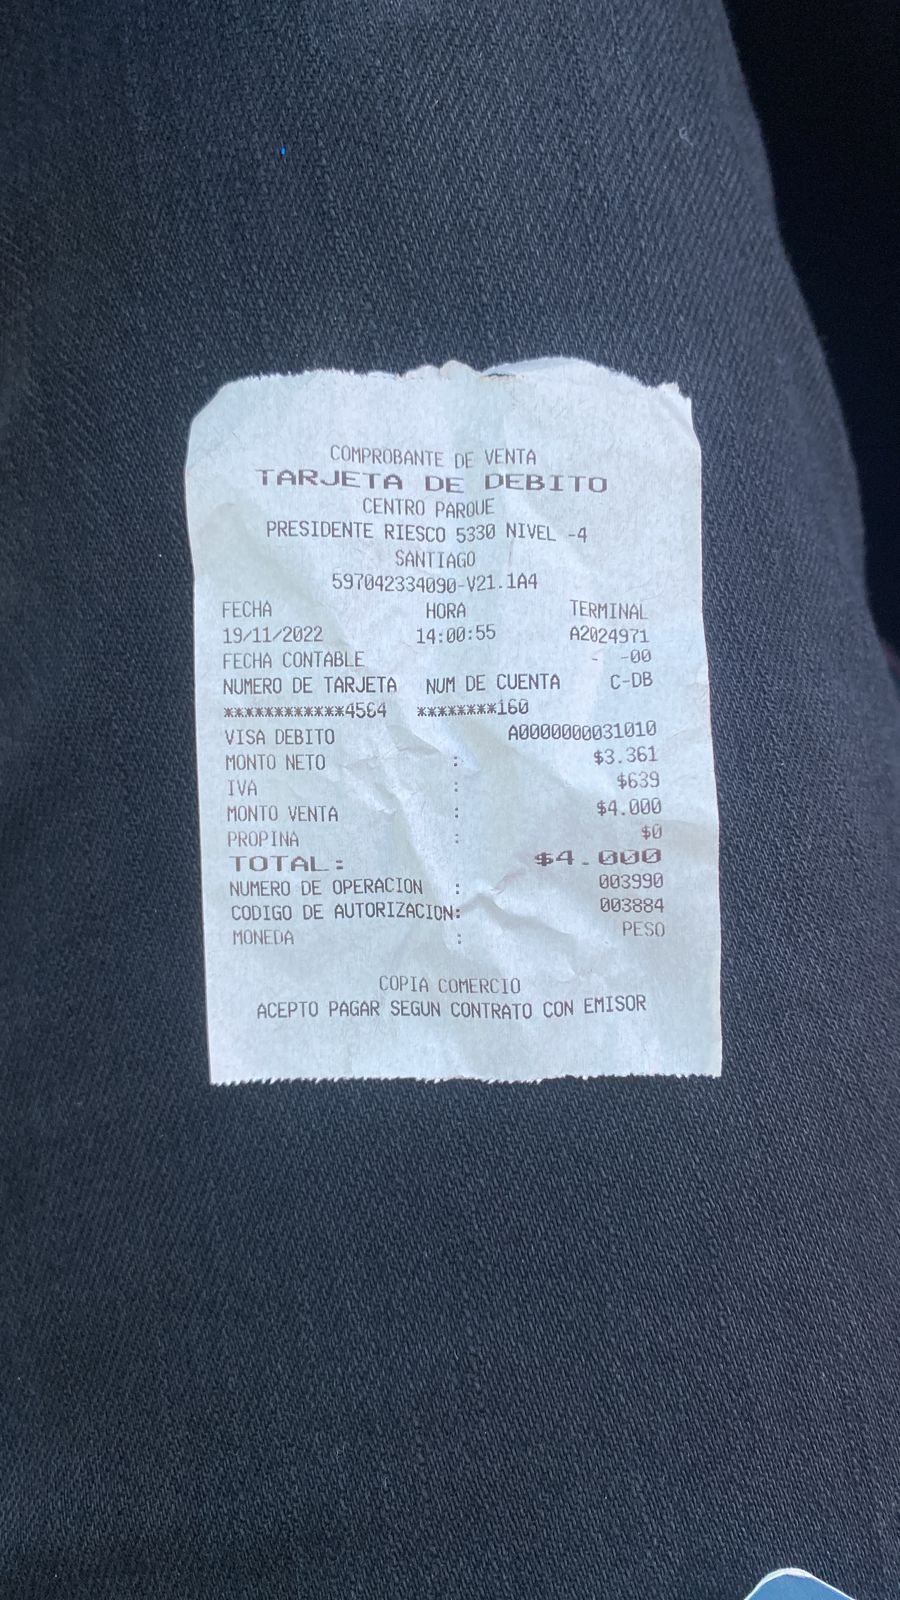 COMPROBANTE DE VENTA
TARJETA DE DEBITO
CENTRO PARQUE
PRESIDENTE RIESCO 5330 NIVEL -4
SANTIAGO
597042334090-V21.1A4
FECHA HORA TERMINAL
19/11/2022 14:00:55 A2024971
FECHA CONTABLE - -00
NUMERO DE TARJETA NUM DE CUENTA C-DB
************4564 ********160
VISA DEBITO A0000000031010
MONTO NETO : $3.361
IVA : $639
MONTO VENTA : $4.000
PROPINA : $0
TOTAL: $4.000
NUMERO DE OPERACION : 003990
CODIGO DE AUTORIZACION: 003884
MONEDA : PESO
COPIA COMERCIO
ACEPTO PAGAR SEGUN CONTRATO CON EMISOR